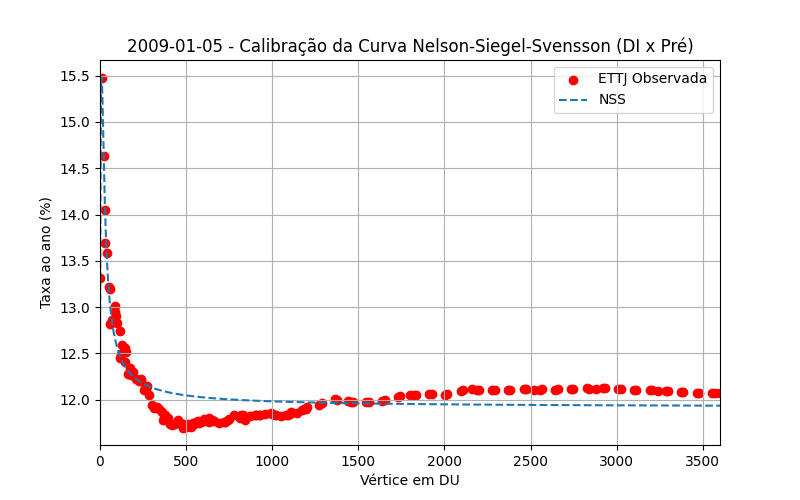 2009-01-05 - Calibração da Curva Nelson-Siegel-Svensson (DI x Pré)
ETTJ Observada
NSS
Taxa ao ano (%)
15.5
15.0
14.5
14.0
13.5
13.0
12.5
12.0
0 500 1000 1500 2000 2500 3000 3500
Vértice em DU